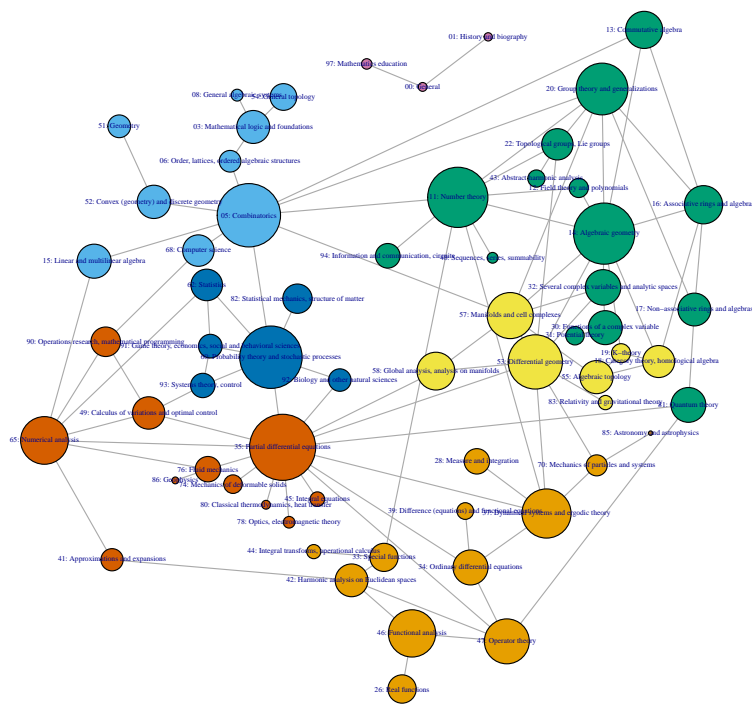 13: Commutative algebra
01: History and biography
97: Mathematics education
00: General
20: Group theory and generalizations
08: General algebraic systems
54: General topology
51: Geometry
03: Mathematical logic and foundations
22: Topological groups, Lie groups
06: Order, lattices, ordered algebraic structures
43: Abstract harmonic analysis
12: Field theory and polynomials
52: Convex (geometry) and discrete geometry
11: Number theory
16: Associative rings and algebras
05: Combinatorics
14: Algebraic geometry
68: Computer science
94: Information and communication, circuits
40: Sequences, series, summability
15: Linear and multilinear algebra
62: Statistics
32: Several complex variables and analytic spaces
82: Statistical mechanics, structure of matter
17: Non-associative rings and algebras
57: Manifolds and cell complexes
30: Functions of a complex variable
31: Potential theory
90: Operations research, mathematical programming
91: Game theory, economics, social and behavioral sciences
60: Probability theory and stochastic processes
19: K-theory
18: Category theory, homological algebra
53: Differential geometry
58: Global analysis, analysis on manifolds
55: Algebraic topology
92: Biology and other natural sciences
93: Systems theory, control
83: Relativity and gravitational theory
81: Quantum theory
49: Calculus of variations and optimal control
85: Astronomy and astrophysics
65: Numerical analysis
35: Partial differential equations
28: Measure and integration
70: Mechanics of particles and systems
76: Fluid mechanics
86: Geophysics
74: Mechanics of deformable solids
45: Integral equations
80: Classical thermodynamics, heat transfer
39: Difference (equations) and functional equations
37: Dynamical systems and ergodic theory
78: Optics, electromagnetic theory
44: Integral transforms, operational calculus
33: Special functions
41: Approximations and expansions
34: Ordinary differential equations
42: Harmonic analysis on Euclidean spaces
46: Functional analysis
47: Operator theory
26: Real functions